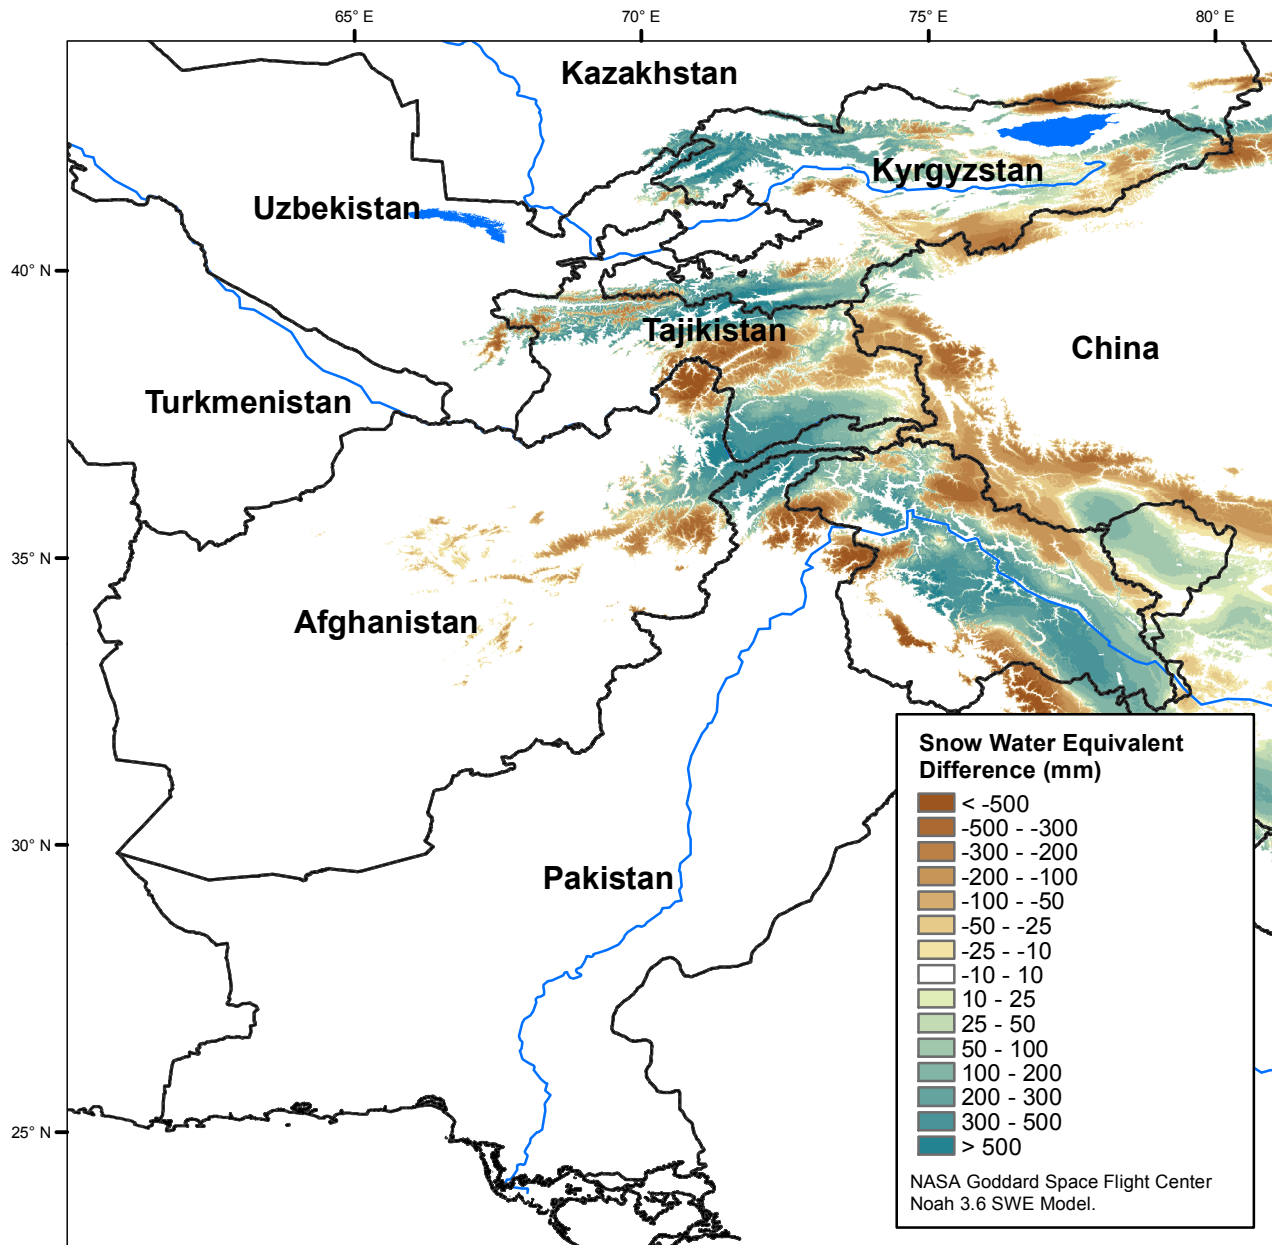 65° E
70° E
75° E
80° E
Kazakhstan
Kyrgyzstan
Uzbekistan
40° N
Tajikistan
China
Turkmenistan
35° N
Afghanistan
Snow Water Equivalent
Difference (mm)
< -500
-500 - -300
-300 - -200
-200 - -100
-100 - -50
-50 - -25
-25 - -10
-10 - 10
10 - 25
25 - 50
50 - 100
100 - 200
200 - 300
300 - 500
> 500
NASA Goddard Space Flight Center
Noah 3.6 SWE Model.
30° N
Pakistan
25° N